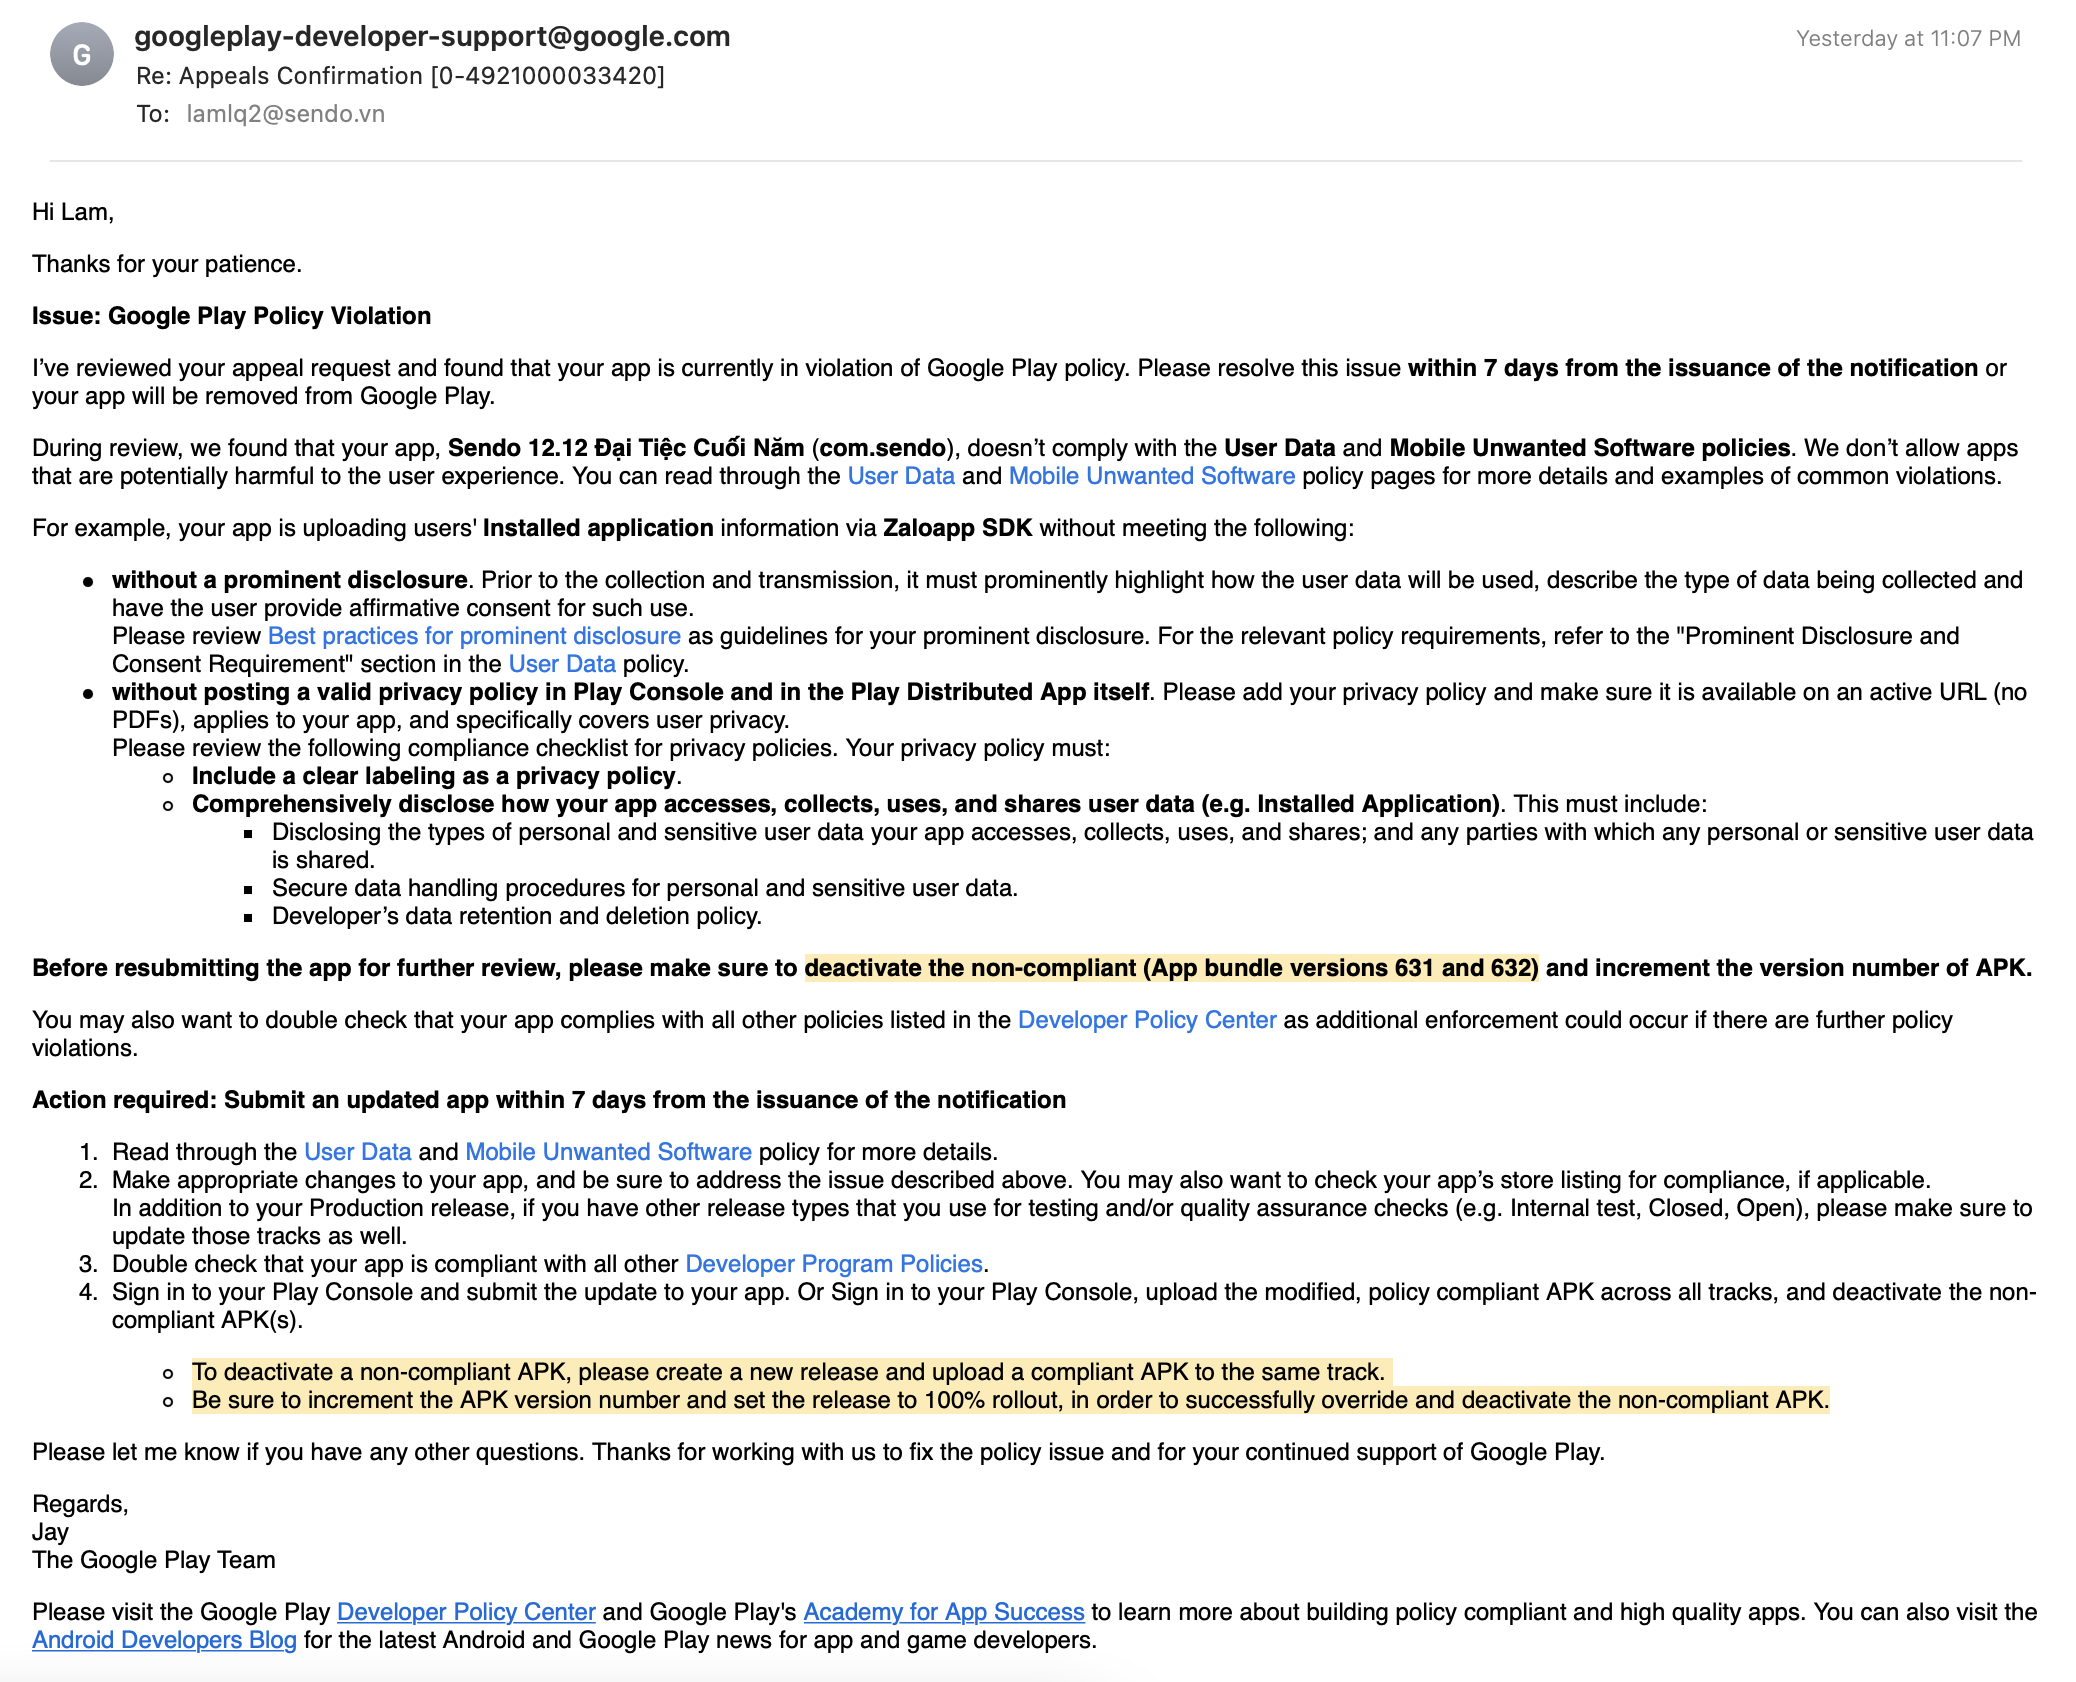 G
googleplay-developer-support@google.com
Yesterday at 11:07 PM
Re: Appeals Confirmation [0-4921000033420]
To: lamlq2@sendo.vn
Hi Lam,
Thanks for your patience.
Issue: Google Play Policy Violation
I’ve reviewed your appeal request and found that your app is currently in violation of Google Play policy. Please resolve this issue within 7 days from the issuance of the notification or
your app will be removed from Google Play.
During review, we found that your app, Sendo 12.12 Đại Tiệc Cuối Năm (com.sendo), doesn’t comply with the User Data and Mobile Unwanted Software policies. We don’t allow apps
that are potentially harmful to the user experience. You can read through the User Data and Mobile Unwanted Software policy pages for more details and examples of common violations.
For example, your app is uploading users' Installed application information via Zaloapp SDK without meeting the following:
● without a prominent disclosure. Prior to the collection and transmission, it must prominently highlight how the user data will be used, describe the type of data being collected and
have the user provide affirmative consent for such use.
Please review Best practices for prominent disclosure as guidelines for your prominent disclosure. For the relevant policy requirements, refer to the "Prominent Disclosure and
Consent Requirement" section in the User Data policy.
● without posting a valid privacy policy in Play Console and in the Play Distributed App itself. Please add your privacy policy and make sure it is available on an active URL (no
PDFs), applies to your app, and specifically covers user privacy.
Please review the following compliance checklist for privacy policies. Your privacy policy must:
○ Include a clear labeling as a privacy policy.
○ Comprehensively disclose how your app accesses, collects, uses, and shares user data (e.g. Installed Application). This must include:
■ Disclosing the types of personal and sensitive user data your app accesses, collects, uses, and shares; and any parties with which any personal or sensitive user data
is shared.
■ Secure data handling procedures for personal and sensitive user data.
■ Developer’s data retention and deletion policy.
Before resubmitting the app for further review, please make sure to deactivate the non-compliant (App bundle versions 631 and 632) and increment the version number of APK.
You may also want to double check that your app complies with all other policies listed in the Developer Policy Center as additional enforcement could occur if there are further policy
violations.
Action required: Submit an updated app within 7 days from the issuance of the notification
1. Read through the User Data and Mobile Unwanted Software policy for more details.
2. Make appropriate changes to your app, and be sure to address the issue described above. You may also want to check your app’s store listing for compliance, if applicable.
In addition to your Production release, if you have other release types that you use for testing and/or quality assurance checks (e.g. Internal test, Closed, Open), please make sure to
update those tracks as well.
3. Double check that your app is compliant with all other Developer Program Policies.
4. Sign in to your Play Console and submit the update to your app. Or Sign in to your Play Console, upload the modified, policy compliant APK across all tracks, and deactivate the non-
compliant APK(s).
○ To deactivate a non-compliant APK, please create a new release and upload a compliant APK to the same track.
○ Be sure to increment the APK version number and set the release to 100% rollout, in order to successfully override and deactivate the non-compliant APK.
Please let me know if you have any other questions. Thanks for working with us to fix the policy issue and for your continued support of Google Play.
Regards,
Jay
The Google Play Team
Please visit the Google Play Developer Policy Center and Google Play's Academy for App Success to learn more about building policy compliant and high quality apps. You can also visit the
Android Developers Blog for the latest Android and Google Play news for app and game developers.